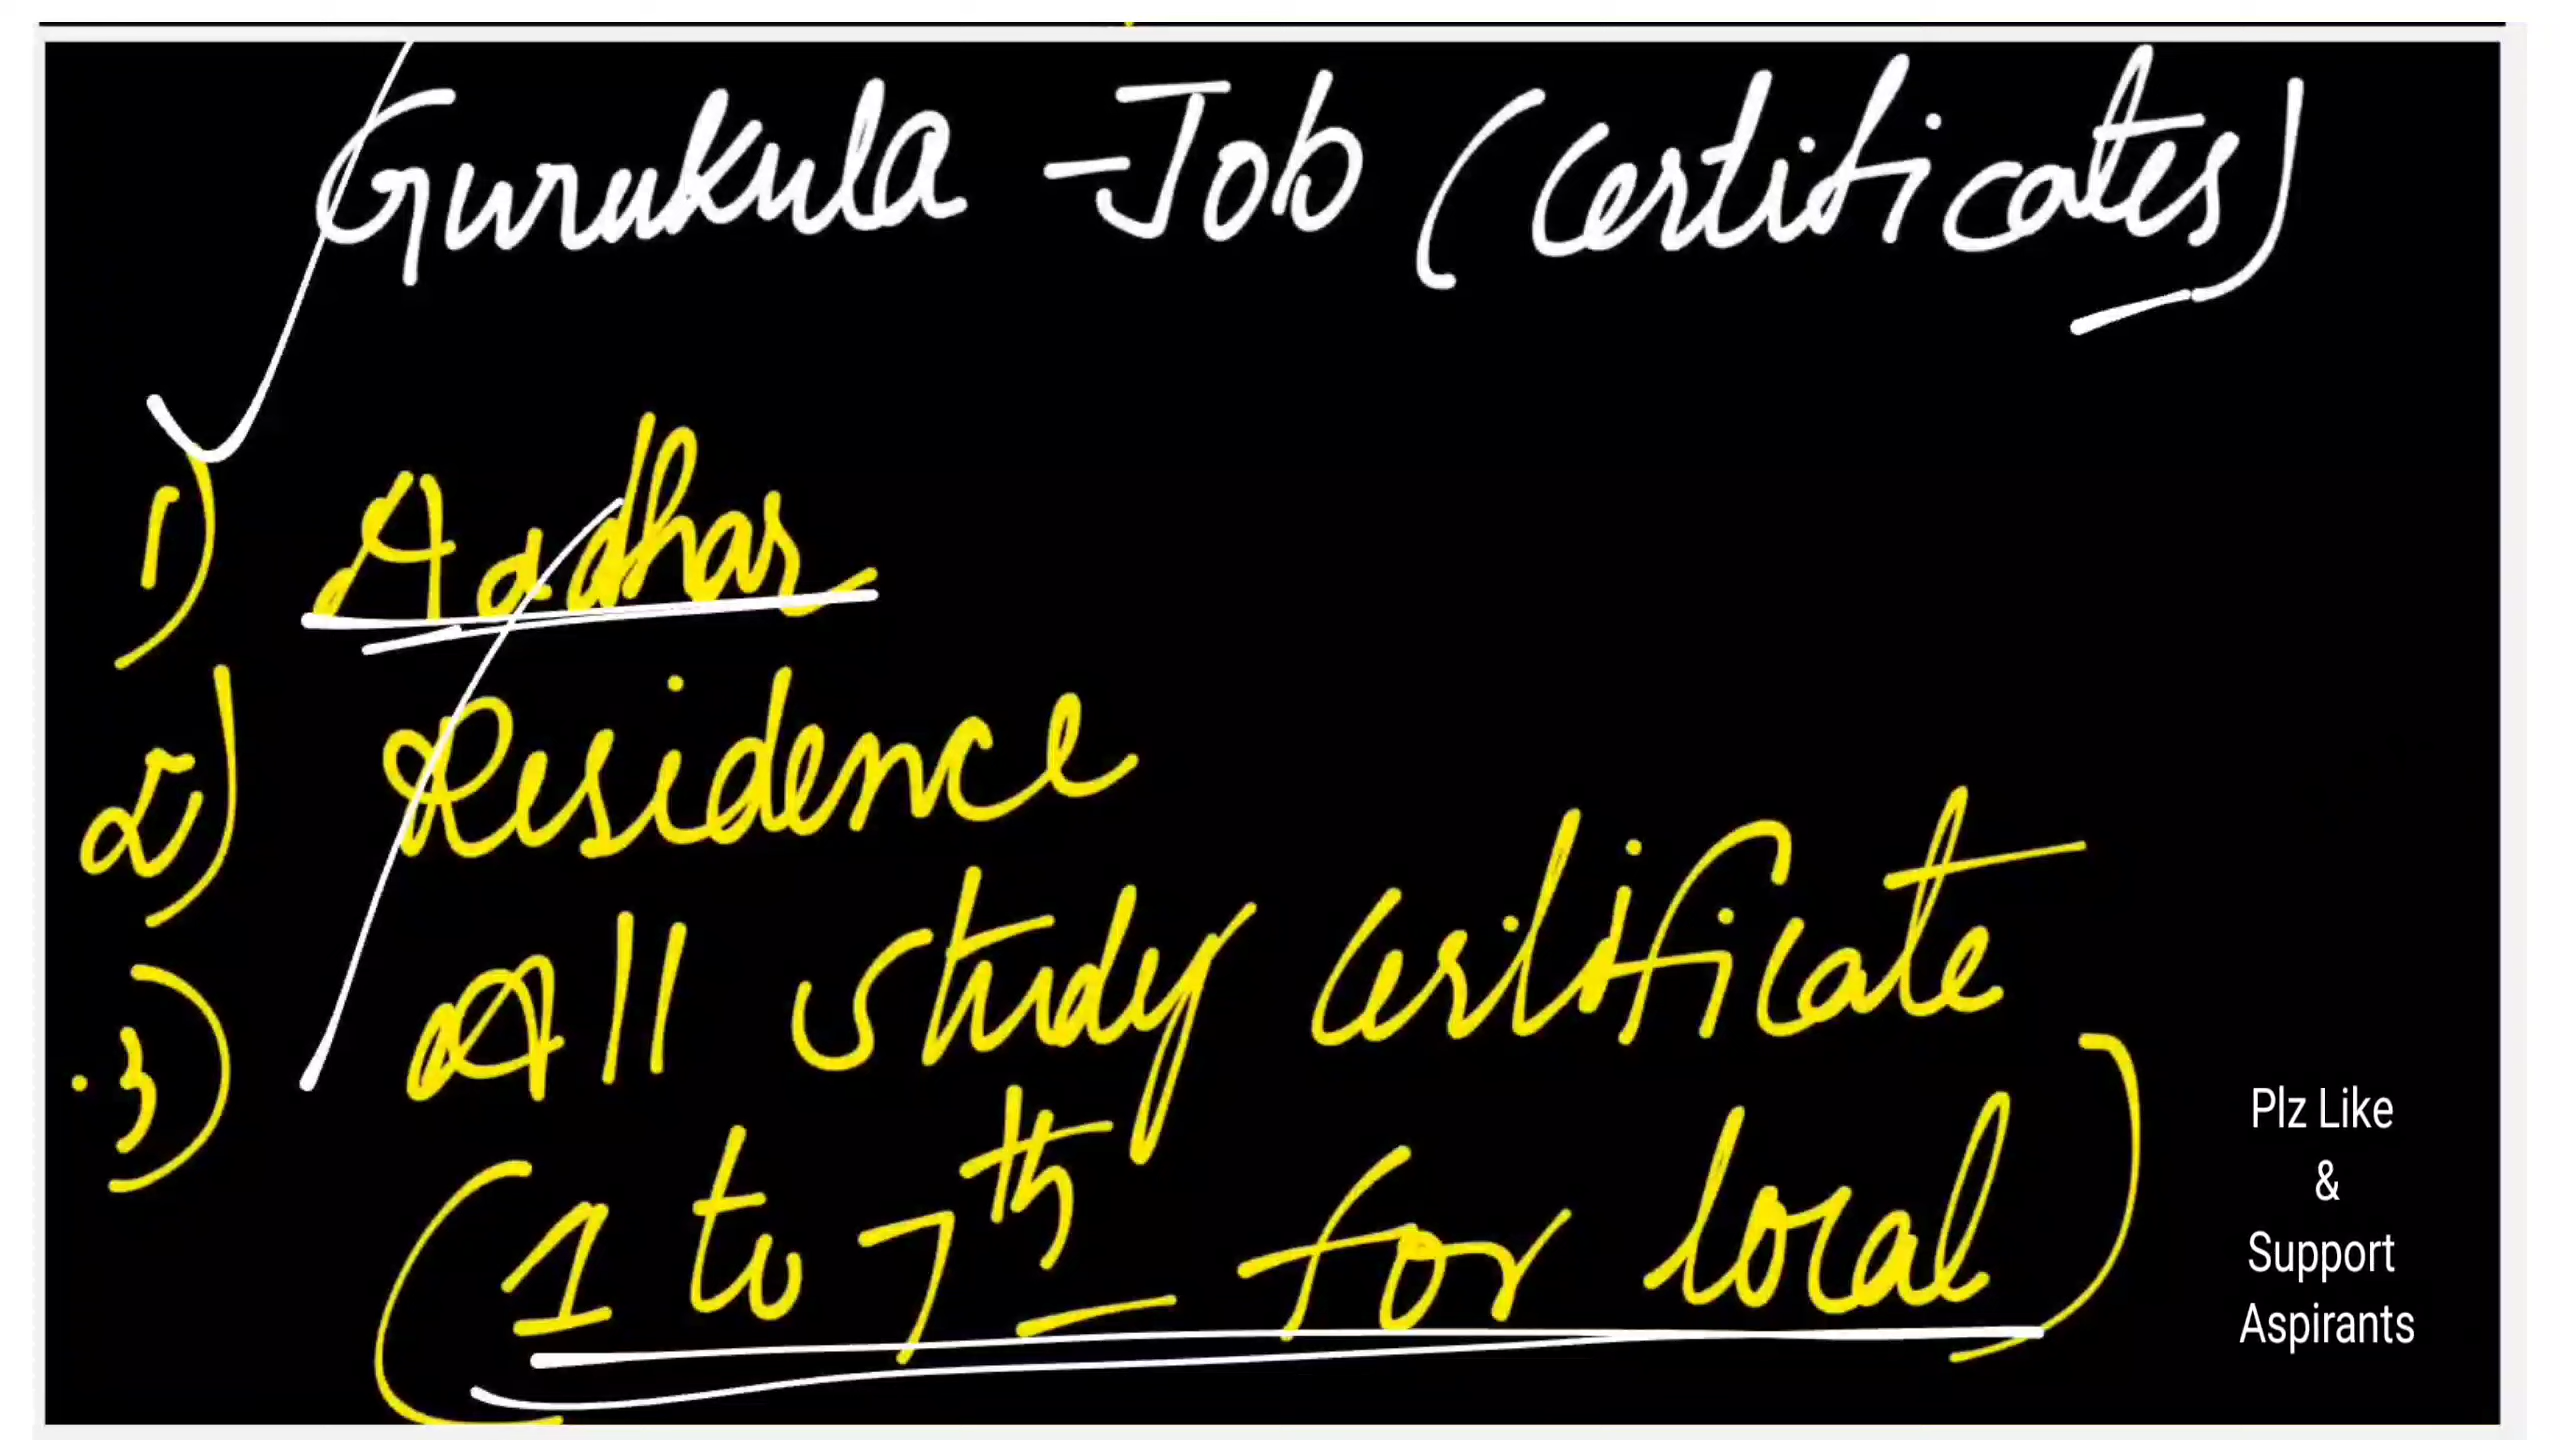 Gurukula - Job (Certificates)
1) Aadhar
2) Residence
3) All study certificate
(1 to 7th for local)
Plz Like
&
Support
Aspirants